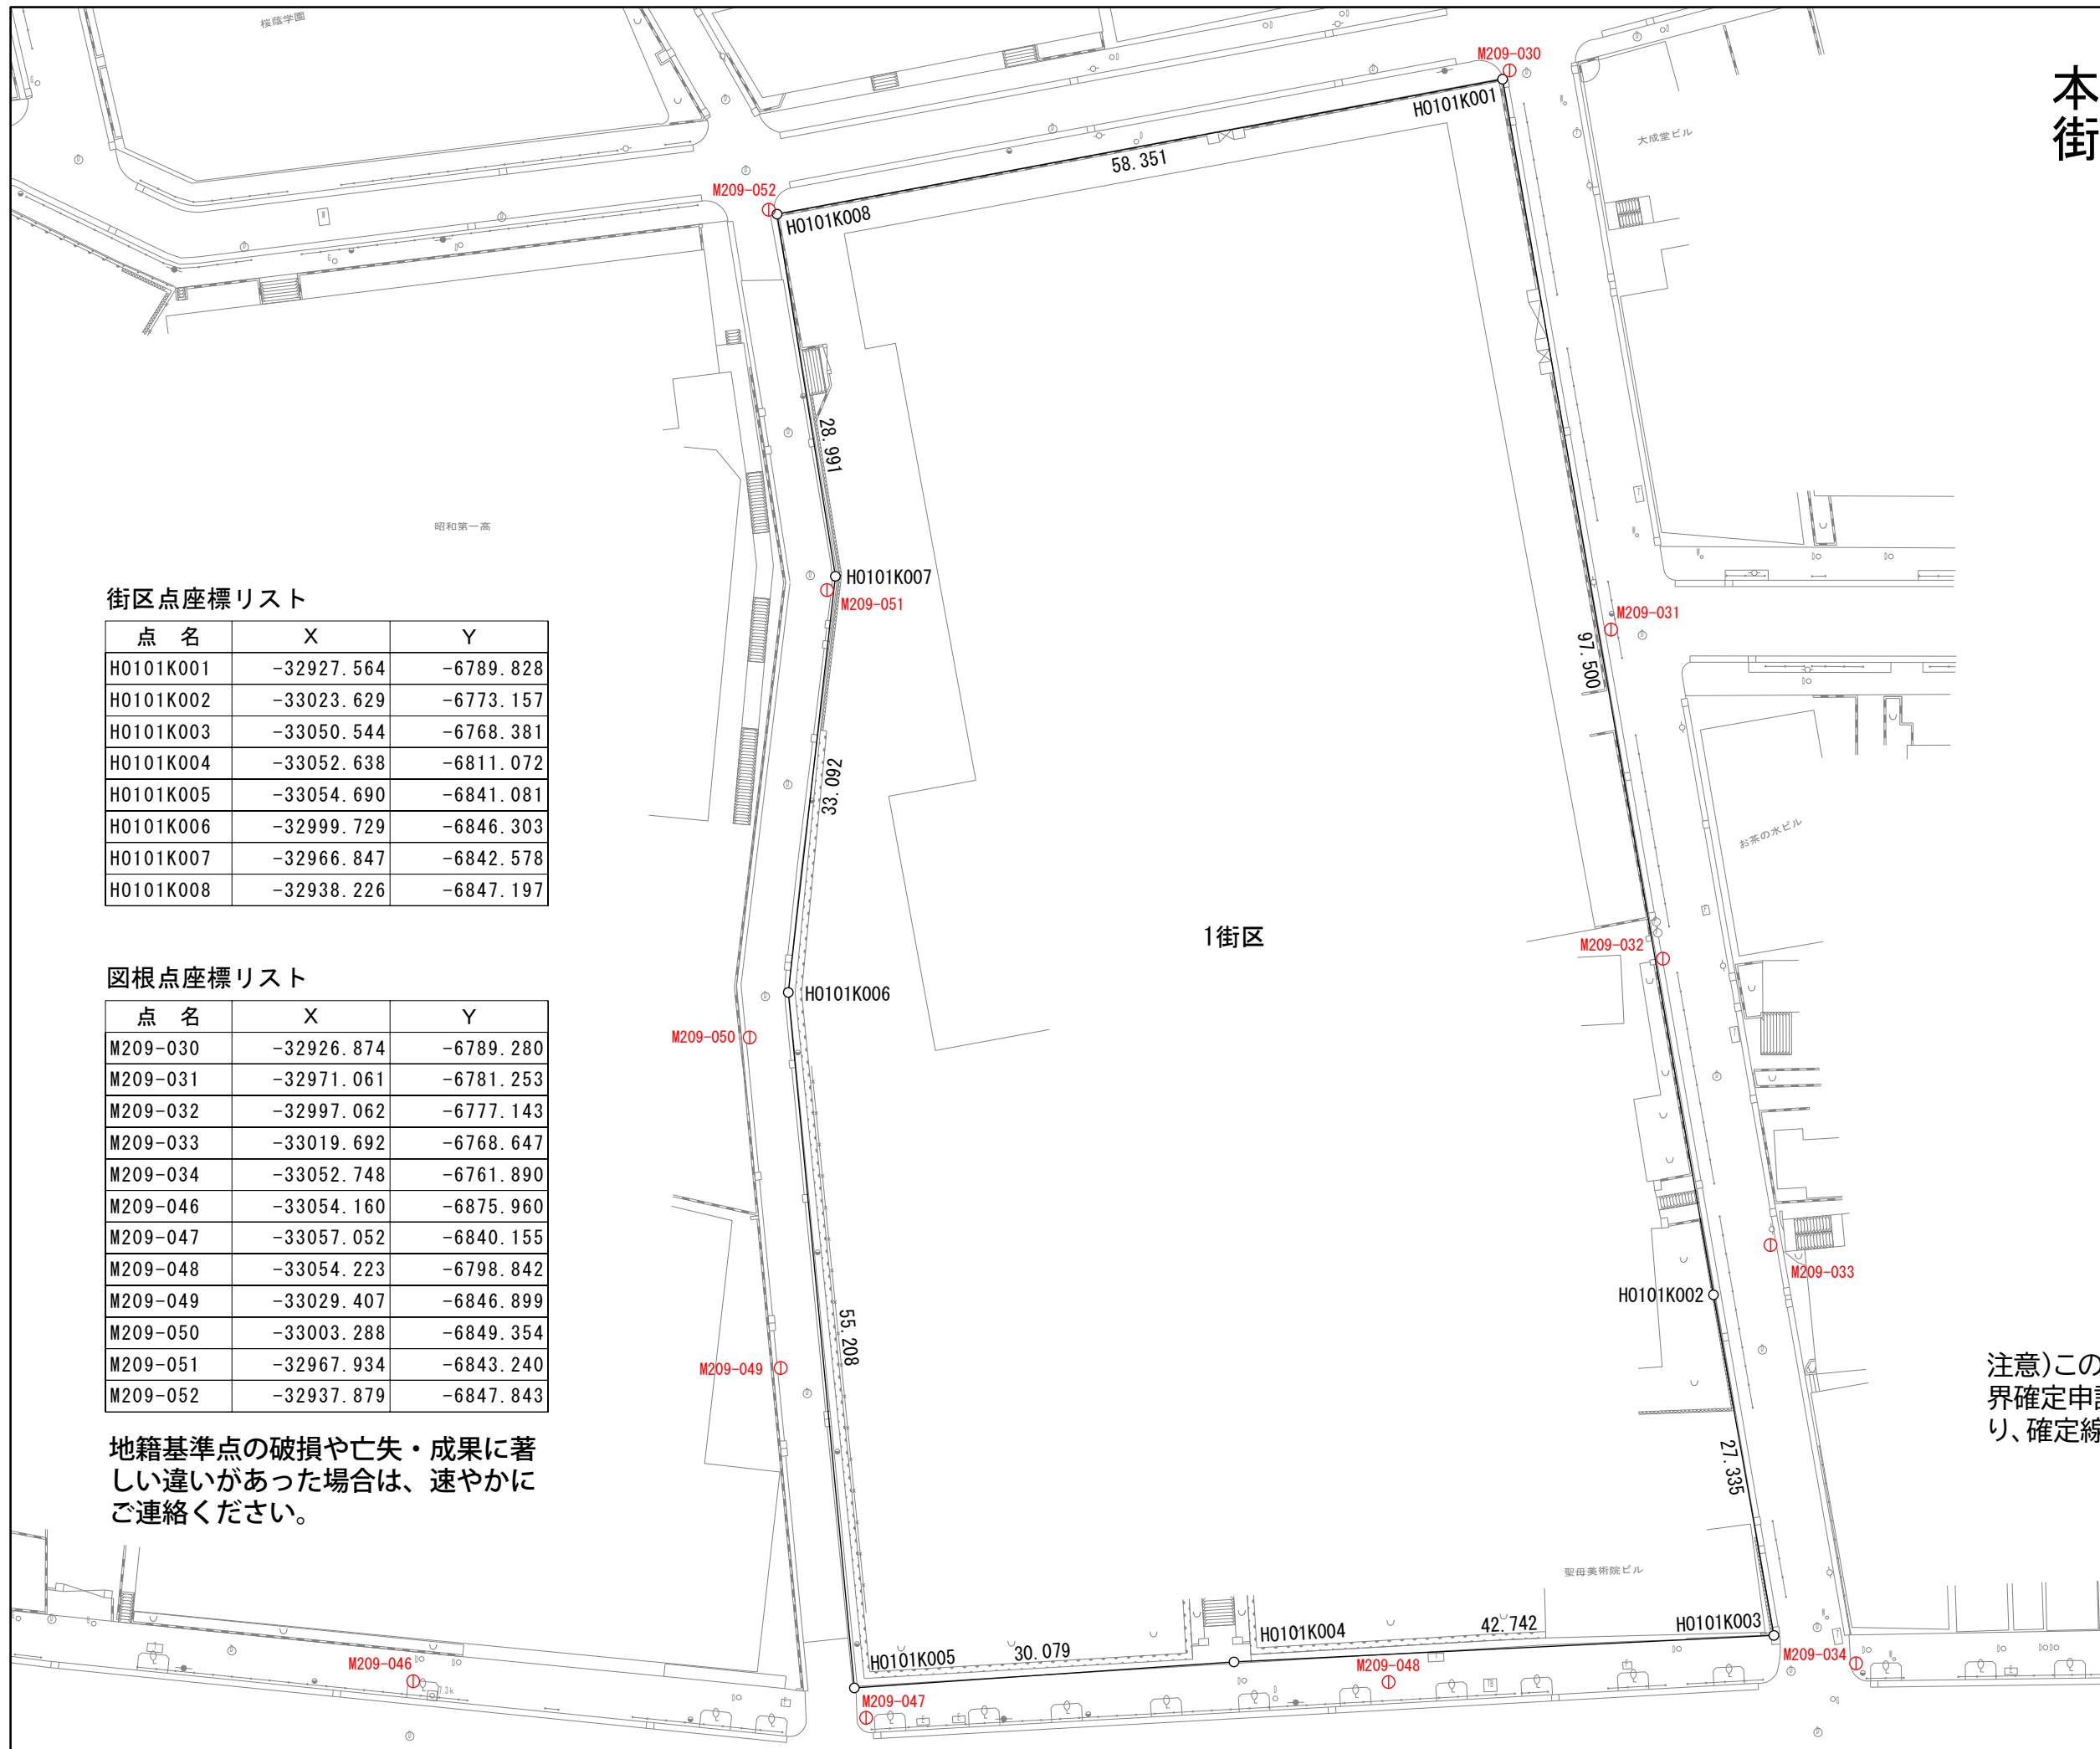 桜蔭学園
M209-030
本
街
H0101K001
大成堂ビル
58.351
M209-052
H0101K008
28.991
昭和第一高
H0101K007
M209-051
M209-031
97.500
街区点座標リスト
点 名 X Y
H0101K001 -32927.564 -6789.828
H0101K002 -33023.629 -6773.157
H0101K003 -33050.544 -6768.381
H0101K004 -33052.638 -6811.072
H0101K005 -33054.690 -6841.081
H0101K006 -32999.729 -6846.303
H0101K007 -32966.847 -6842.578
H0101K008 -32938.226 -6847.197
33.092
お茶の水ビル
1街区
M209-032
H0101K006
M209-050
図根点座標リスト
点 名 X Y
M209-030 -32926.874 -6789.280
M209-031 -32971.061 -6781.253
M209-032 -32997.062 -6777.143
M209-033 -33019.692 -6768.647
M209-034 -33052.748 -6761.890
M209-046 -33054.160 -6875.960
M209-047 -33057.052 -6840.155
M209-048 -33054.223 -6798.842
M209-049 -33029.407 -6846.899
M209-050 -33003.288 -6849.354
M209-051 -32967.934 -6843.240
M209-052 -32937.879 -6847.843
M209-033
H0101K002
55.208
M209-049
注意)この
界確定申
り、確定線
地籍基準点の破損や亡失・成果に著
しい違いがあった場合は、速やかに
ご連絡ください。
27.335
聖母美術院ビル
H0101K003
42.742
H0101K004
30.079
H0101K005
M209-034
M209-046
M209-048
M209-047